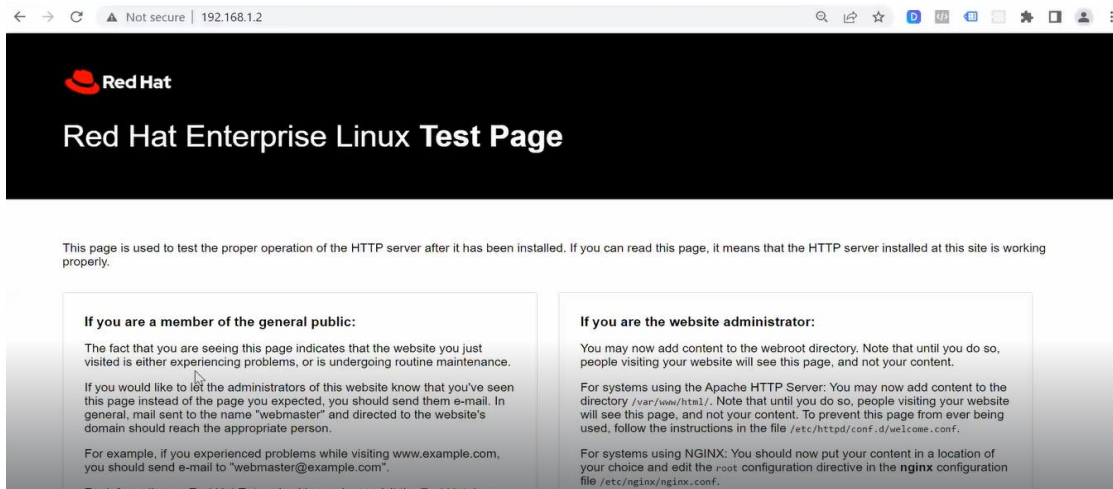 Not secure | 192.168.1.2
Red Hat
Red Hat Enterprise Linux Test Page
This page is used to test the proper operation of the HTTP server after it has been installed. If you can read this page, it means that the HTTP server installed at this site is working
properly.
If you are a member of the general public:
The fact that you are seeing this page indicates that the website you just
visited is either experiencing problems, or is undergoing routine maintenance.
If you would like to let the administrators of this website know that you've seen
this page instead of the page you expected, you should send them e-mail. In
general, mail sent to the name "webmaster" and directed to the website's
domain should reach the appropriate person.
For example, if you experienced problems while visiting www.example.com,
you should send e-mail to "webmaster@example.com".
If you are the website administrator:
You may now add content to the webroot directory. Note that until you do so,
people visiting your website will see this page, and not your content.
For systems using the Apache HTTP Server: You may now add content to the
directory /var/www/html/. Note that until you do so, people visiting your website
will see this page, and not your content. To prevent this page from ever being
used, follow the instructions in the file /etc/httpd/conf.d/welcome.conf.
For systems using NGINX: You should now put your content in a location of
your choice and edit the root configuration directive in the nginx configuration
file /etc/nginx/nginx.conf.